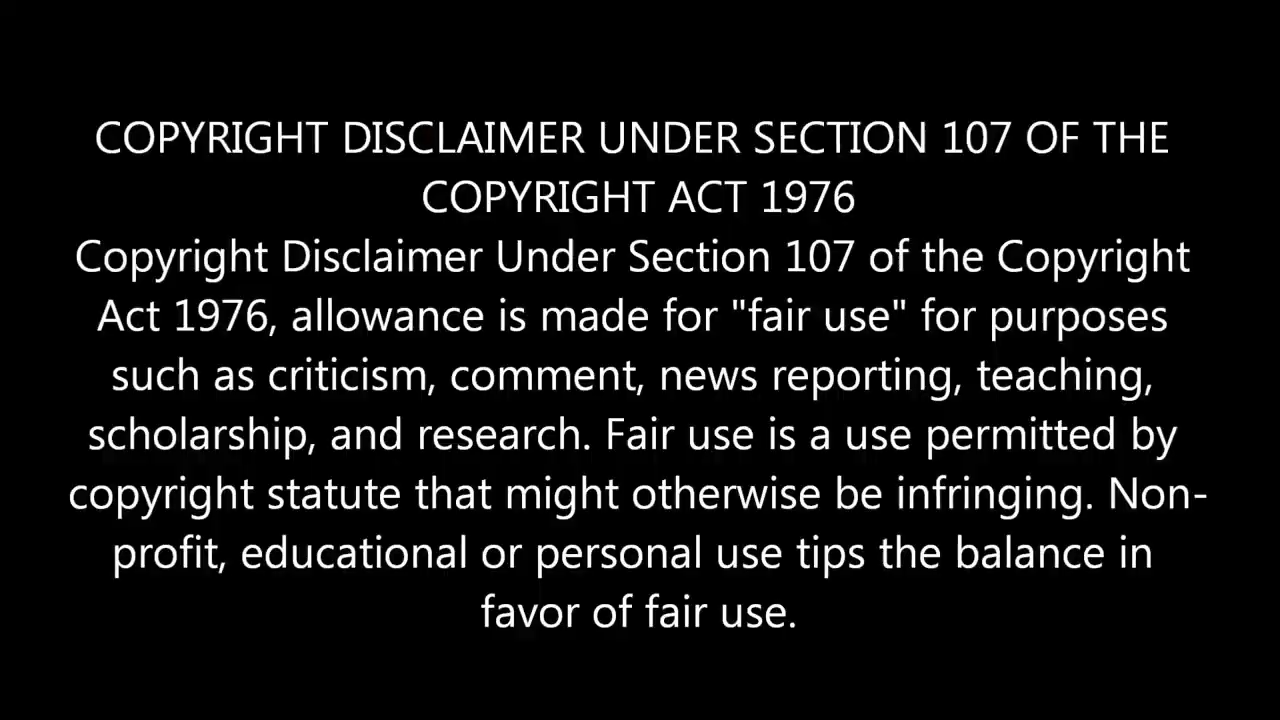 COPYRIGHT DISCLAIMER UNDER SECTION 107 OF THE
COPYRIGHT ACT 1976
Copyright Disclaimer Under Section 107 of the Copyright
Act 1976, allowance is made for "fair use" for purposes
such as criticism, comment, news reporting, teaching,
scholarship, and research. Fair use is a use permitted by
copyright statute that might otherwise be infringing. Non-
profit, educational or personal use tips the balance in
favor of fair use.